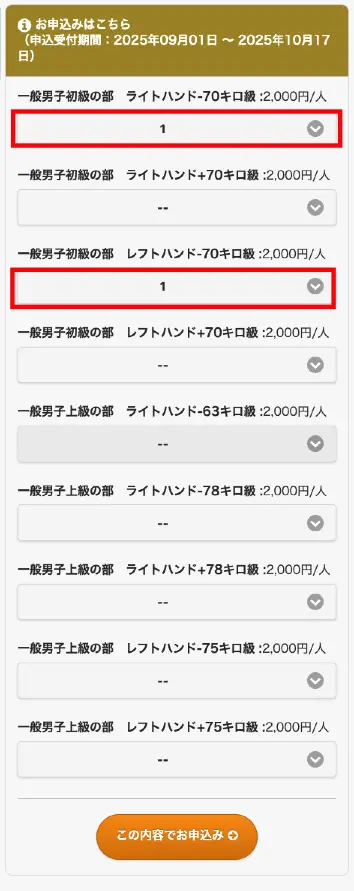 お申込みはこちら
（申込受付期間：2025年09月01日 〜 2025年10月17
日）
一般男子初級の部　ライトハンド-70キロ級 :2,000円/人
1
一般男子初級の部　ライトハンド+70キロ級 :2,000円/人
--
一般男子初級の部　レフトハンド-70キロ級 :2,000円/人
1
一般男子初級の部　レフトハンド+70キロ級 :2,000円/人
--
一般男子上級の部　ライトハンド-63キロ級 :2,000円/人
--
一般男子上級の部　ライトハンド-78キロ級 :2,000円/人
--
一般男子上級の部　ライトハンド+78キロ級 :2,000円/人
--
一般男子上級の部　レフトハンド-75キロ級 :2,000円/人
--
一般男子上級の部　レフトハンド+75キロ級 :2,000円/人
--
この内容でお申込み